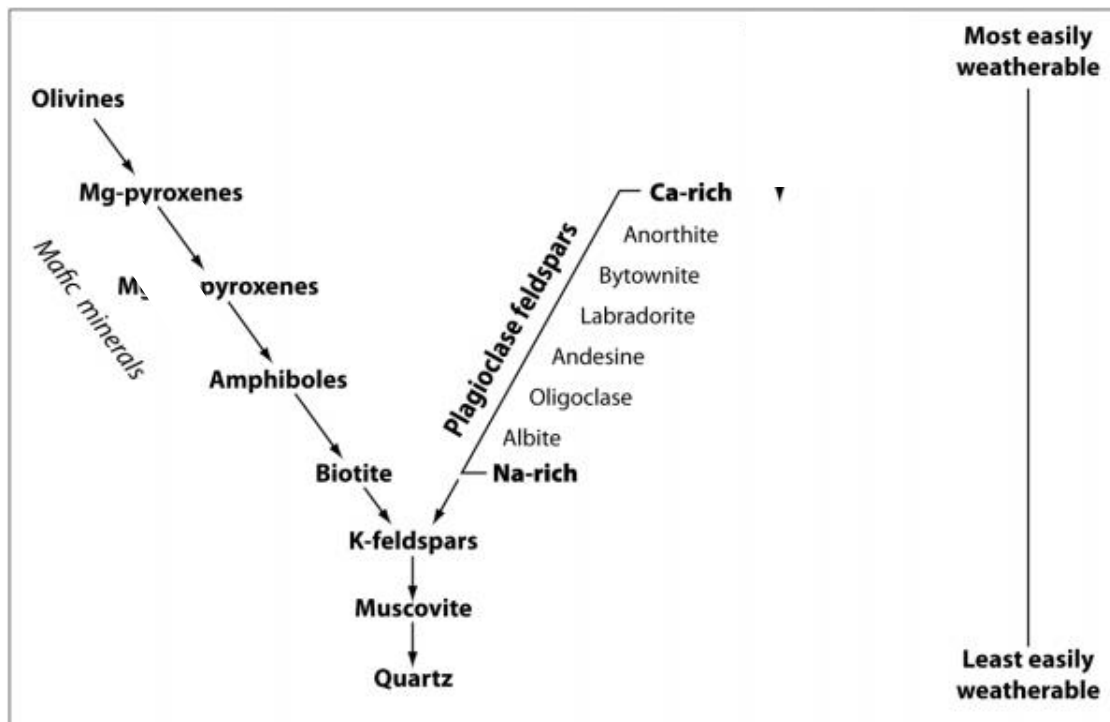 Most easily
weatherable
Olivines
Mg-pyroxenes
Ca-rich
Anorthite
Mafic minerals
Plagioclase feldspars
Bytownite
pyroxenes
Labradorite
Andesine
Amphiboles
Oligoclase
Albite
Biotite
Na-rich
K-feldspars
Muscovite
Quartz
Least easily
weatherable